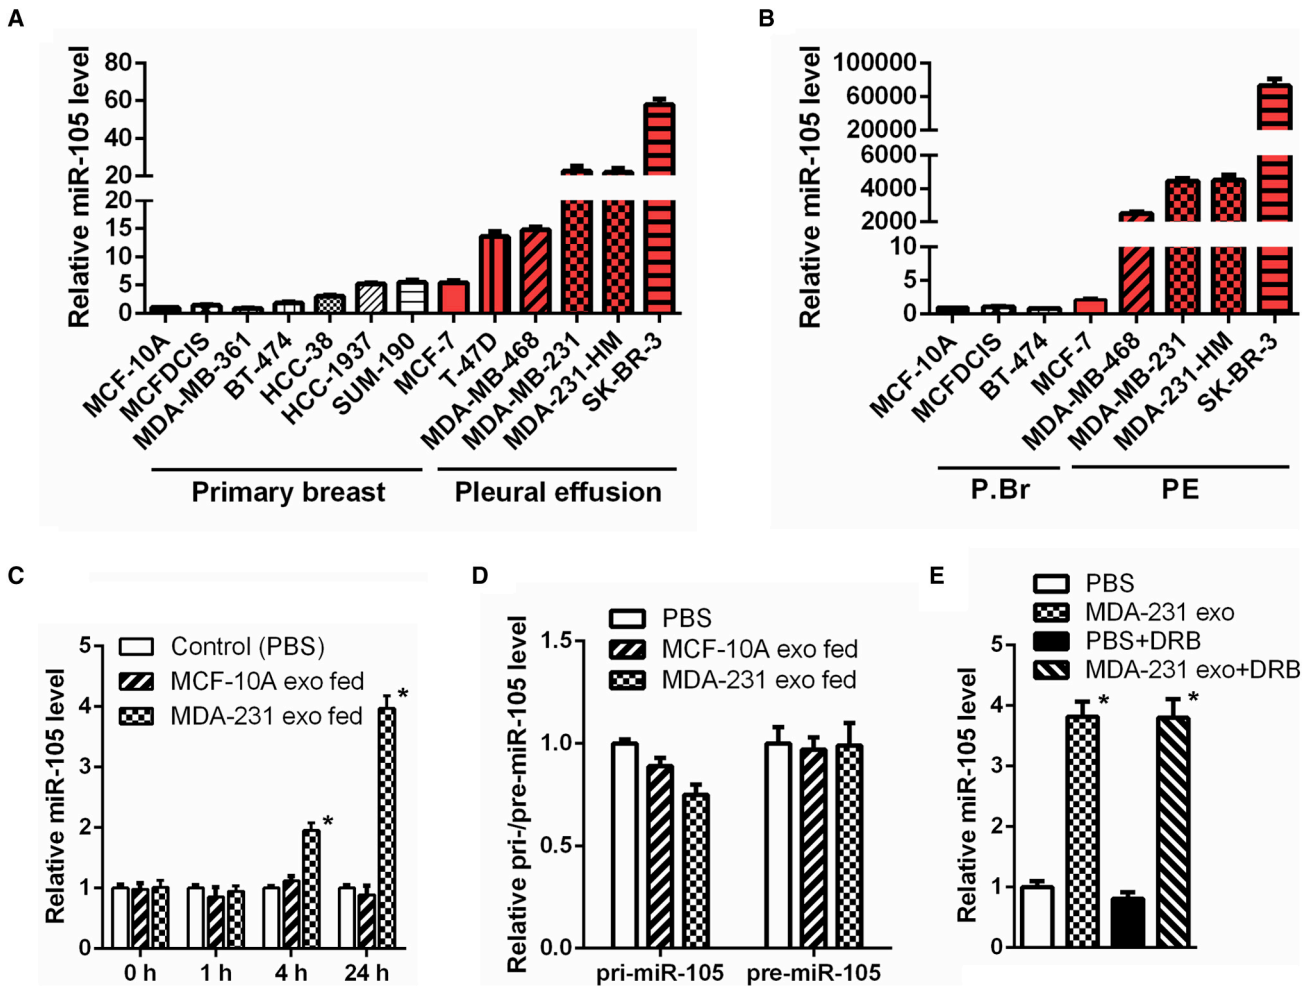 A
Relative miR-105 level
80
60
40
20
20
15
10
5
0
MCF-10A
MCFDCIS
MDA-MB-361
BT-474
HCC-38
HCC-1937
SUM-190
MCF-7
T-47D
MDA-MB-468
MDA-MB-231
MDA-231-HM
SK-BR-3
Primary breast
Pleural effusion
B
Relative miR-105 level
100000
60000
20000
6000
4000
2000
10
5
0
MCF-10A
MCFDCIS
BT-474
MCF-7
MDA-MB-468
MDA-MB-231
MDA-231-HM
SK-BR-3
P.Br
PE
C
Relative miR-105 level
5
4
3
2
1
0
Control (PBS)
MCF-10A exo fed
MDA-231 exo fed
*
*
0 h
1 h
4 h
24 h
D
Relative pri-/pre-miR-105 level
1.5
1.0
0.5
0.0
PBS
MCF-10A exo fed
MDA-231 exo fed
pri-miR-105
pre-miR-105
E
PBS
MDA-231 exo
PBS+DRB
MDA-231 exo+DRB
Relative miR-105 level
5
4
3
2
1
0
*
*